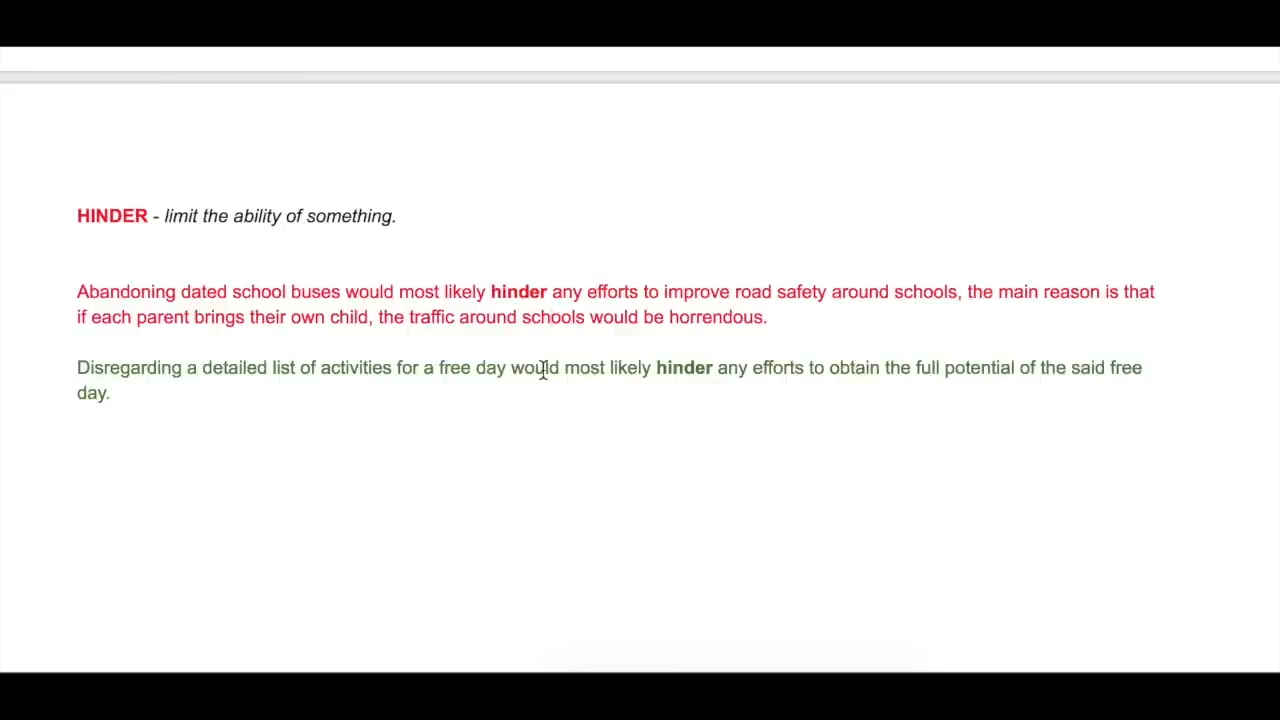 HINDER - limit the ability of something.
Abandoning dated school buses would most likely hinder any efforts to improve road safety around schools, the main reason is that
if each parent brings their own child, the traffic around schools would be horrendous.
Disregarding a detailed list of activities for a free day would most likely hinder any efforts to obtain the full potential of the said free
day.